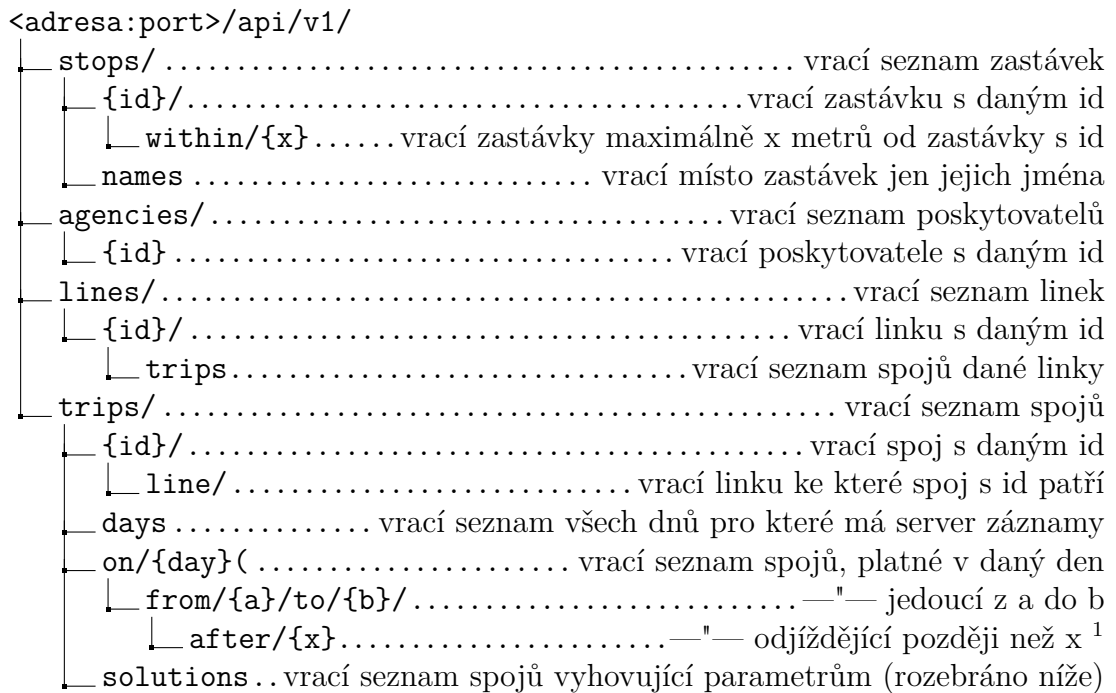 <adresa:port>/api/v1/
stops/ ............................................ vrací seznam zastávek
{id}/....................................... vrací zastávku s daným id
within/{x}...... vrací zastávky maximálně x metrů od zastávky s id
names ............................ vrací místo zastávek jen jejich jména
agencies/.................................... vrací seznam poskytovatelů
{id} ................................... vrací poskytovatele s daným id
lines/................................................ vrací seznam linek
{id}/ .......................................... vrací linku s daným id
trips................................ vrací seznam spojů dané linky
trips/ ............................................... vrací seznam spojů
{id}/ ........................................... vrací spoj s daným id
line/ ............................ vrací linku ke které spoj s id patří
days .............. vrací seznam všech dnů pro které má server záznamy
on/{day}( ...................... vrací seznam spojů, platné v daný den
from/{a}/to/{b}/........................... —"— jedoucí z a do b
after/{x}.......................—"— odjíždějící později než x ¹
solutions.. vrací seznam spojů vyhovující parametrům (rozebráno níže)